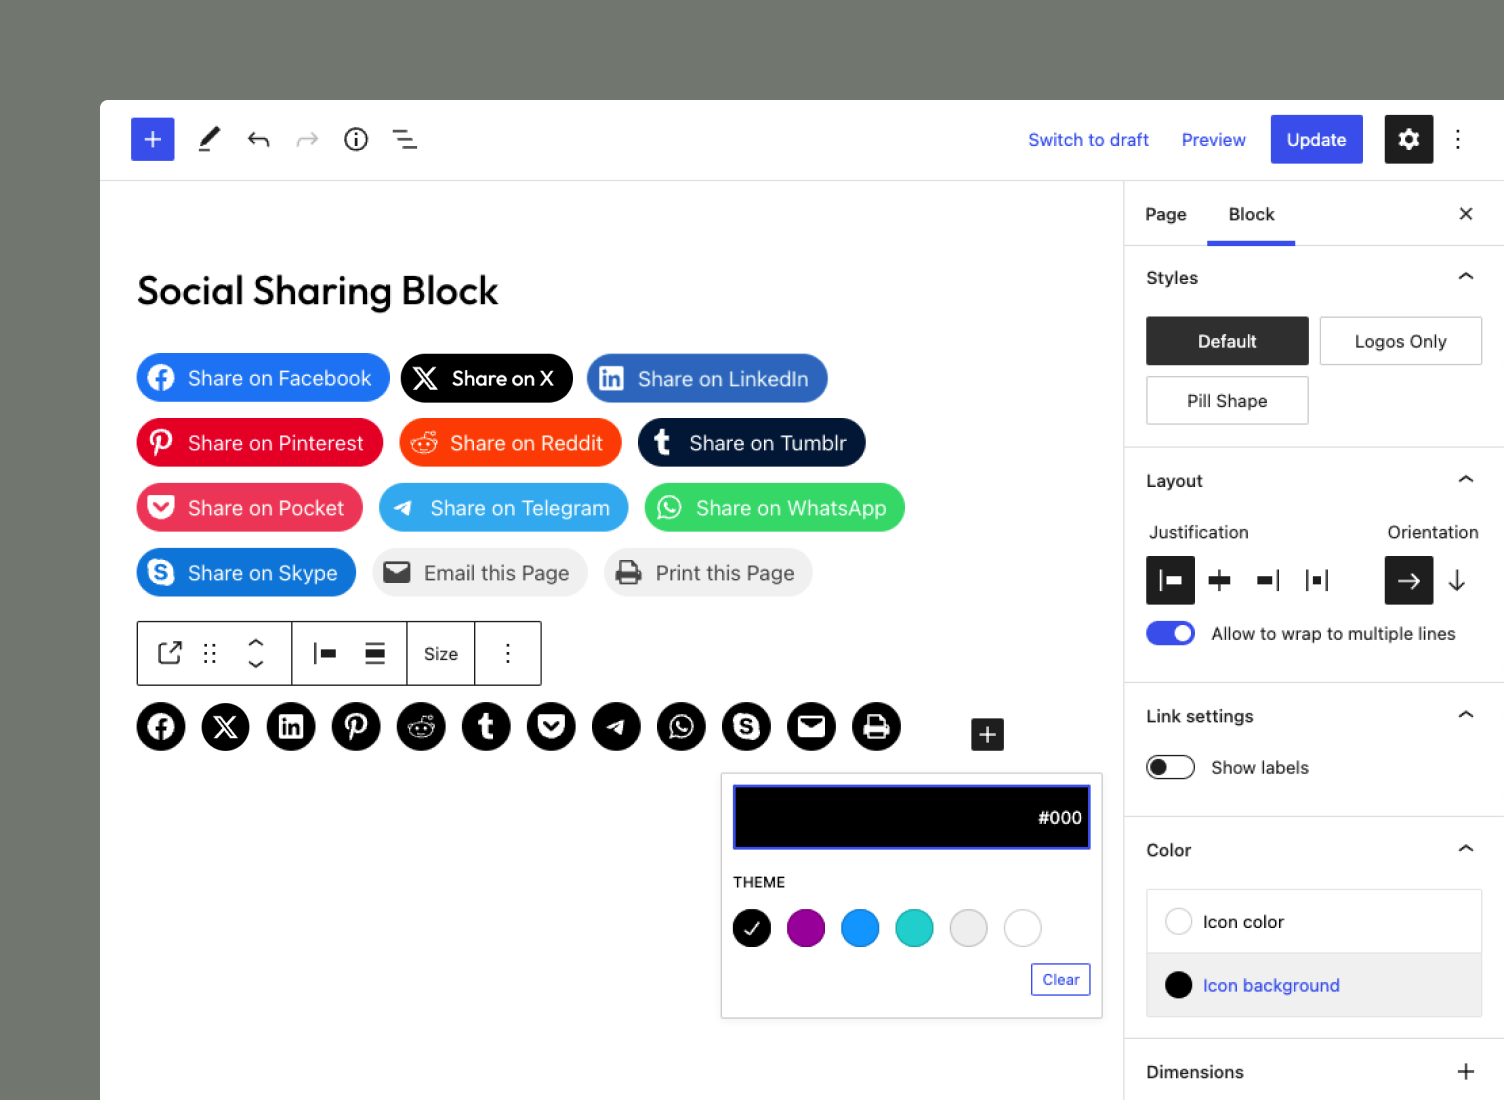 Switch to draft
Preview
Update
Page
Block
Social Sharing Block
Share on Facebook
Share on X
Share on LinkedIn
Share on Pinterest
Share on Reddit
Share on Tumblr
Share on Pocket
Share on Telegram
Share on WhatsApp
Share on Skype
Email this Page
Print this Page
Size
#000
THEME
Clear
Styles
Default
Logos Only
Pill Shape
Layout
Justification
Orientation
Allow to wrap to multiple lines
Link settings
Show labels
Color
Icon color
Icon background
Dimensions